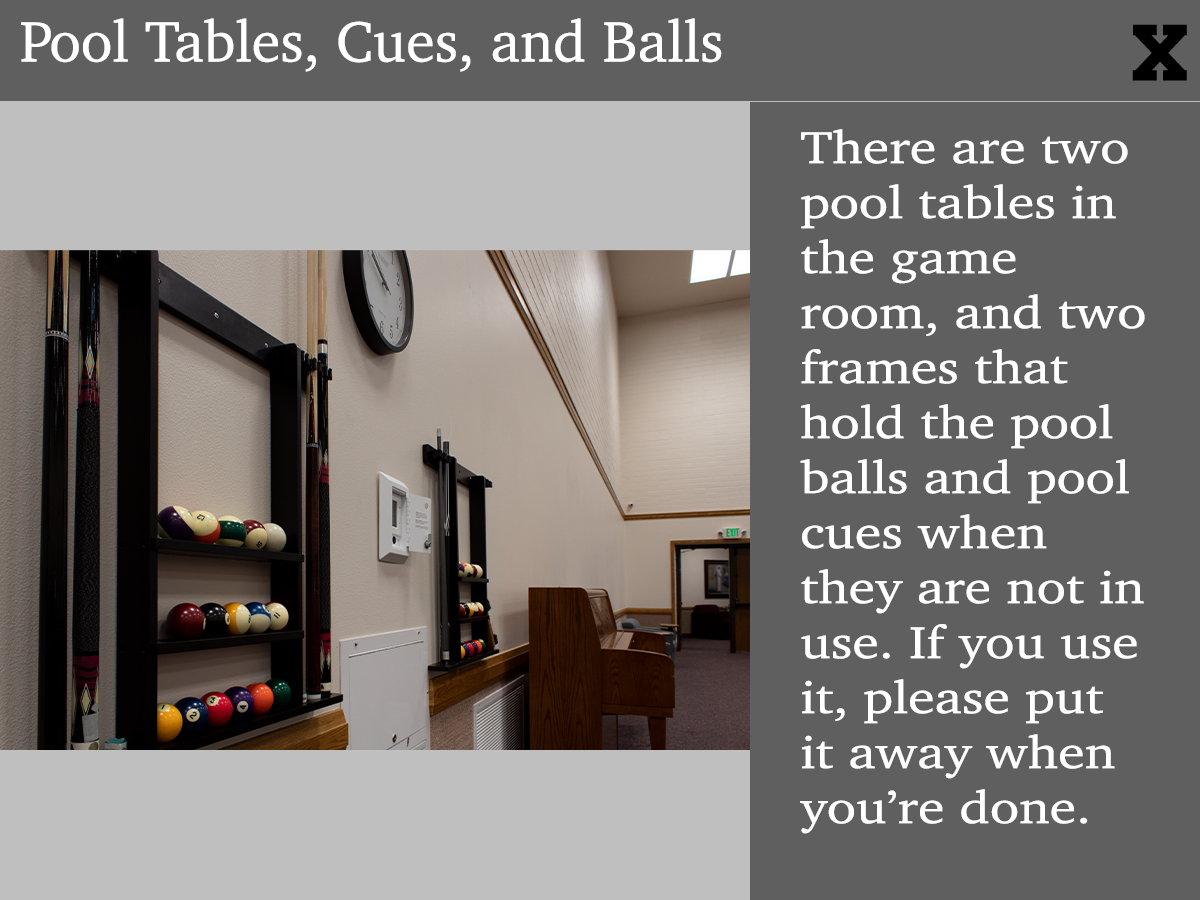 Pool Tables, Cues, and Balls
X
There are two
pool tables in
the game
room, and two
frames that
hold the pool
balls and pool
cues when
they are not in
use. If you use
it, please put
it away when
you’re done.
EXIT